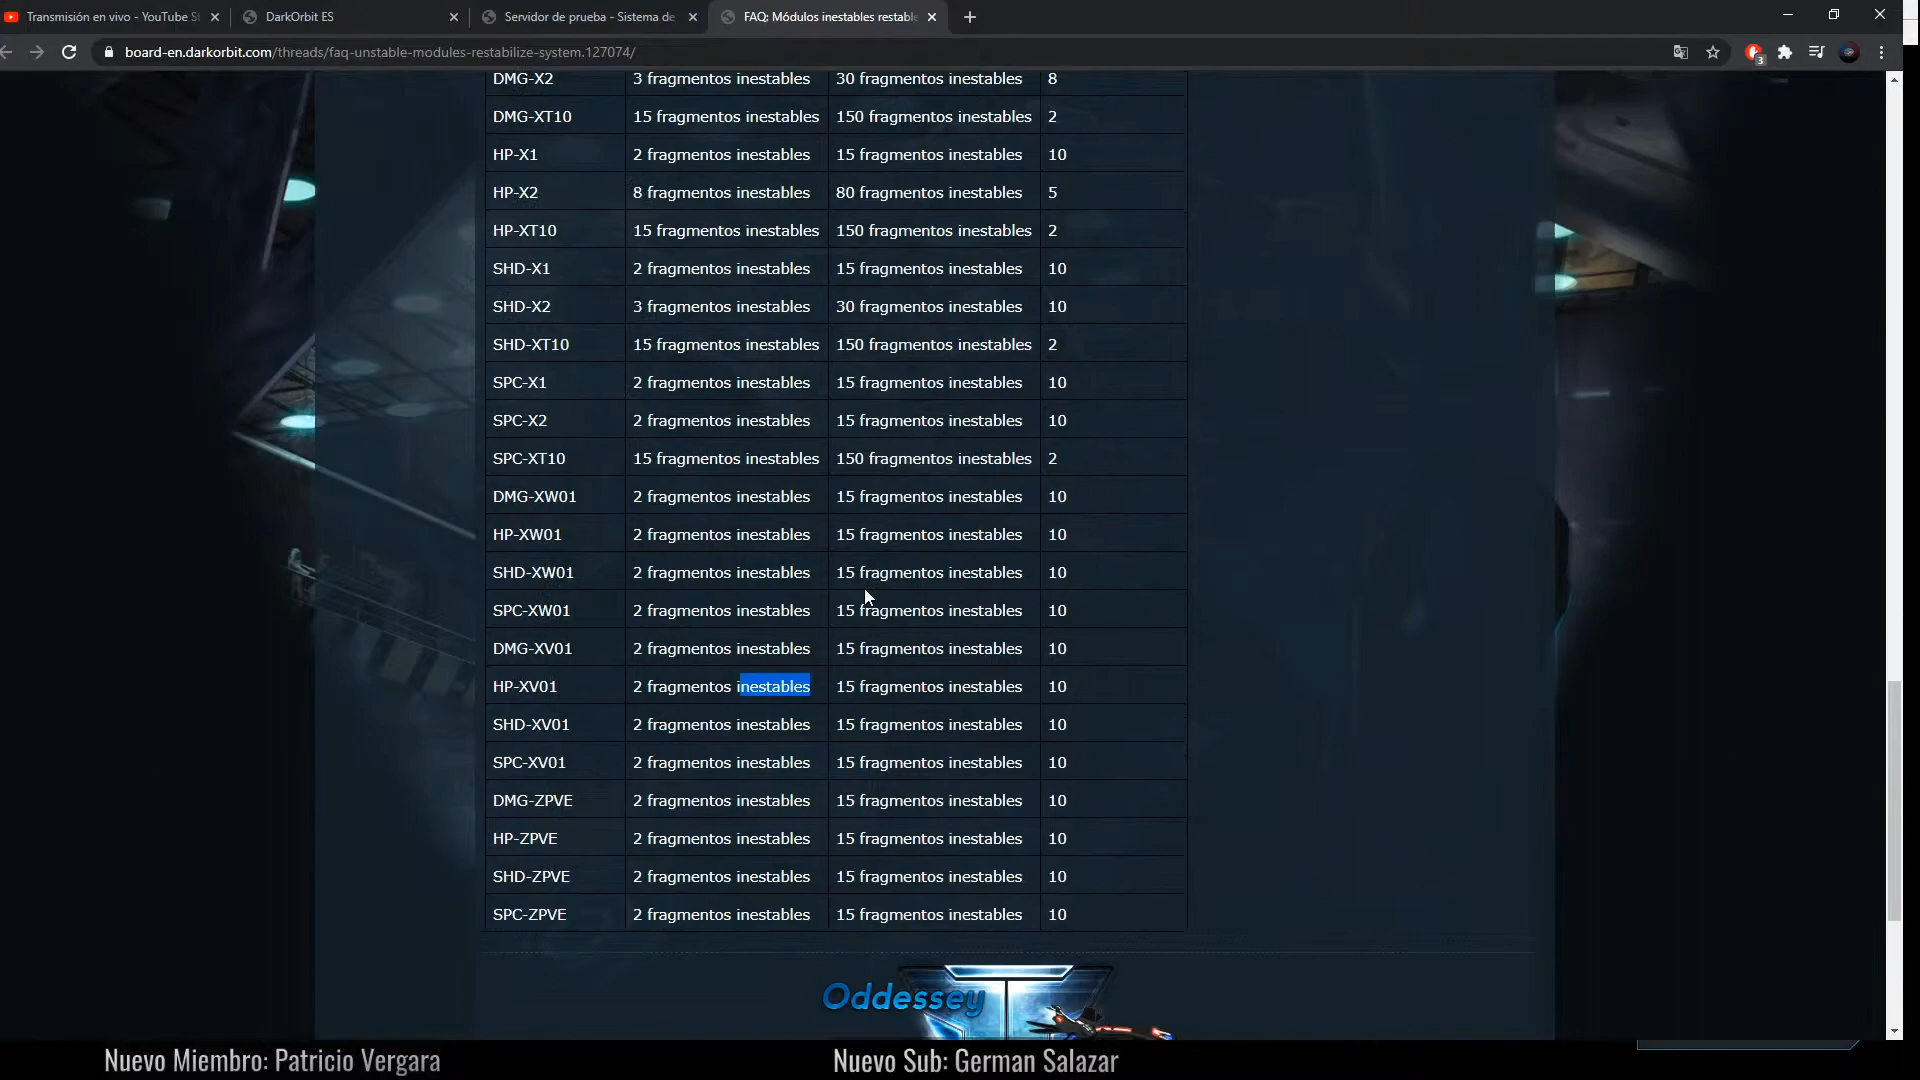 Transmisión en vivo - YouTube S
DarkOrbit ES
Servidor de prueba - Sistema de
FAQ: Módulos inestables restable
board-en.darkorbit.com/threads/faq-unstable-modules-restabilize-system.127074/
3
DMG-X2 3 fragmentos inestables 30 fragmentos inestables 8
DMG-XT10 15 fragmentos inestables 150 fragmentos inestables 2
HP-X1 2 fragmentos inestables 15 fragmentos inestables 10
HP-X2 8 fragmentos inestables 80 fragmentos inestables 5
HP-XT10 15 fragmentos inestables 150 fragmentos inestables 2
SHD-X1 2 fragmentos inestables 15 fragmentos inestables 10
SHD-X2 3 fragmentos inestables 30 fragmentos inestables 10
SHD-XT10 15 fragmentos inestables 150 fragmentos inestables 2
SPC-X1 2 fragmentos inestables 15 fragmentos inestables 10
SPC-X2 2 fragmentos inestables 15 fragmentos inestables 10
SPC-XT10 15 fragmentos inestables 150 fragmentos inestables 2
DMG-XW01 2 fragmentos inestables 15 fragmentos inestables 10
HP-XW01 2 fragmentos inestables 15 fragmentos inestables 10
SHD-XW01 2 fragmentos inestables 15 fragmentos inestables 10
SPC-XW01 2 fragmentos inestables 15 fragmentos inestables 10
DMG-XV01 2 fragmentos inestables 15 fragmentos inestables 10
HP-XV01 2 fragmentos inestables 15 fragmentos inestables 10
SHD-XV01 2 fragmentos inestables 15 fragmentos inestables 10
SPC-XV01 2 fragmentos inestables 15 fragmentos inestables 10
DMG-ZPVE 2 fragmentos inestables 15 fragmentos inestables 10
HP-ZPVE 2 fragmentos inestables 15 fragmentos inestables 10
SHD-ZPVE 2 fragmentos inestables 15 fragmentos inestables 10
SPC-ZPVE 2 fragmentos inestables 15 fragmentos inestables 10
Oddessey
Nuevo Miembro: Patricio Vergara
Nuevo Sub: German Salazar